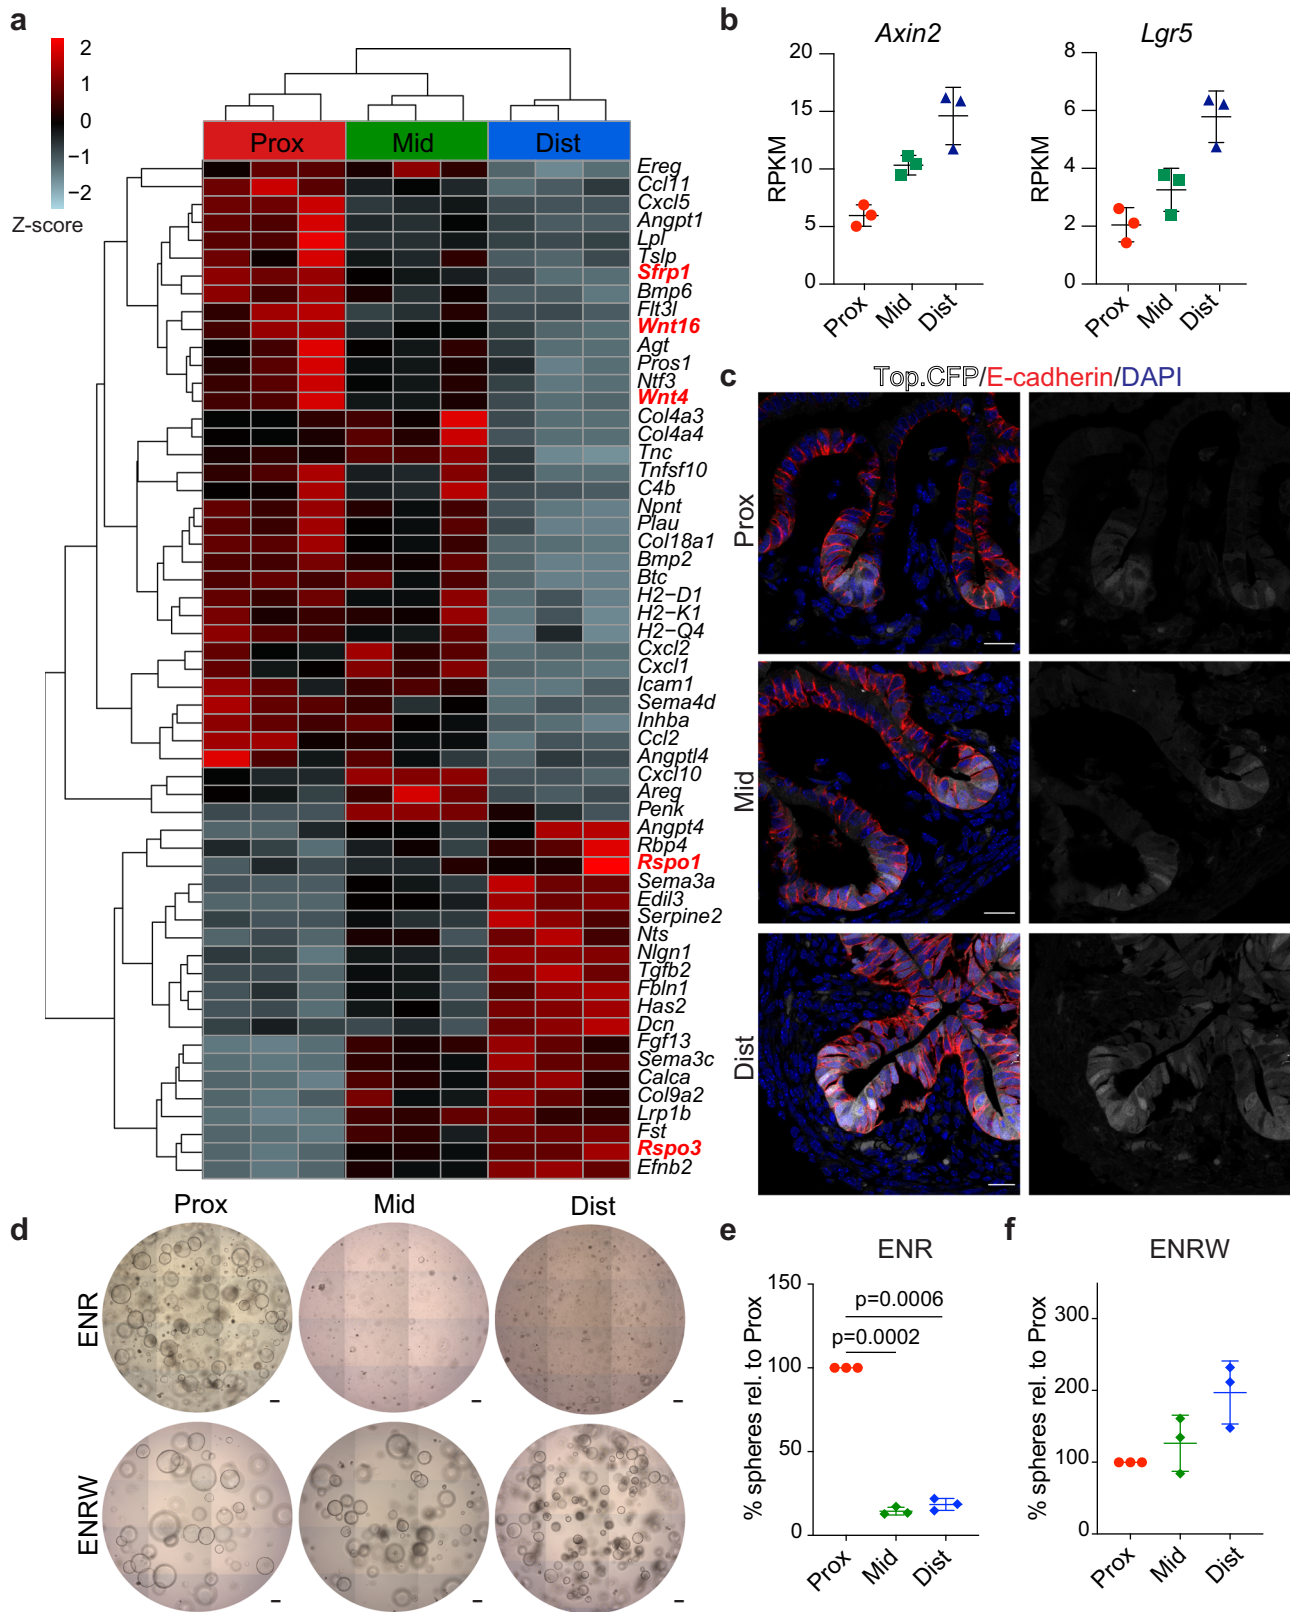 a
2
1
0
−1
−2
Z-score
Prox Mid Dist
Ereg
Ccl11
Cxcl5
Angpt1
Lpl
Tslp
Sfrp1
Bmp6
Flt3l
Wnt16
Agt
Pros1
Ntf3
Wnt4
Col4a3
Col4a4
Tnc
Tnfsf10
C4b
Npnt
Plau
Col18a1
Bmp2
Btc
H2−D1
H2−K1
H2−Q4
Cxcl2
Cxcl1
Icam1
Sema4d
Inhba
Ccl2
Angptl4
Cxcl10
Areg
Penk
Angpt4
Rbp4
Rspo1
Sema3a
Edil3
Serpine2
Nts
Nlgn1
Tgfb2
Fbln1
Has2
Dcn
Fgf13
Sema3c
Calca
Col9a2
Lrp1b
Fst
Rspo3
Efnb2
b
Axin2
RPKM
20
15
10
5
0
Prox Mid Dist
Lgr5
RPKM
8
6
4
2
0
Prox Mid Dist
c
Top.CFP/E-cadherin/DAPI
Prox
Mid
Dist
d
Prox Mid Dist
ENR
ENRW
e
ENR
% spheres rel. to Prox
150
100
50
0
p=0.0006
p=0.0002
Prox Mid Dist
f
ENRW
% spheres rel. to Prox
300
200
100
0
Prox Mid Dist